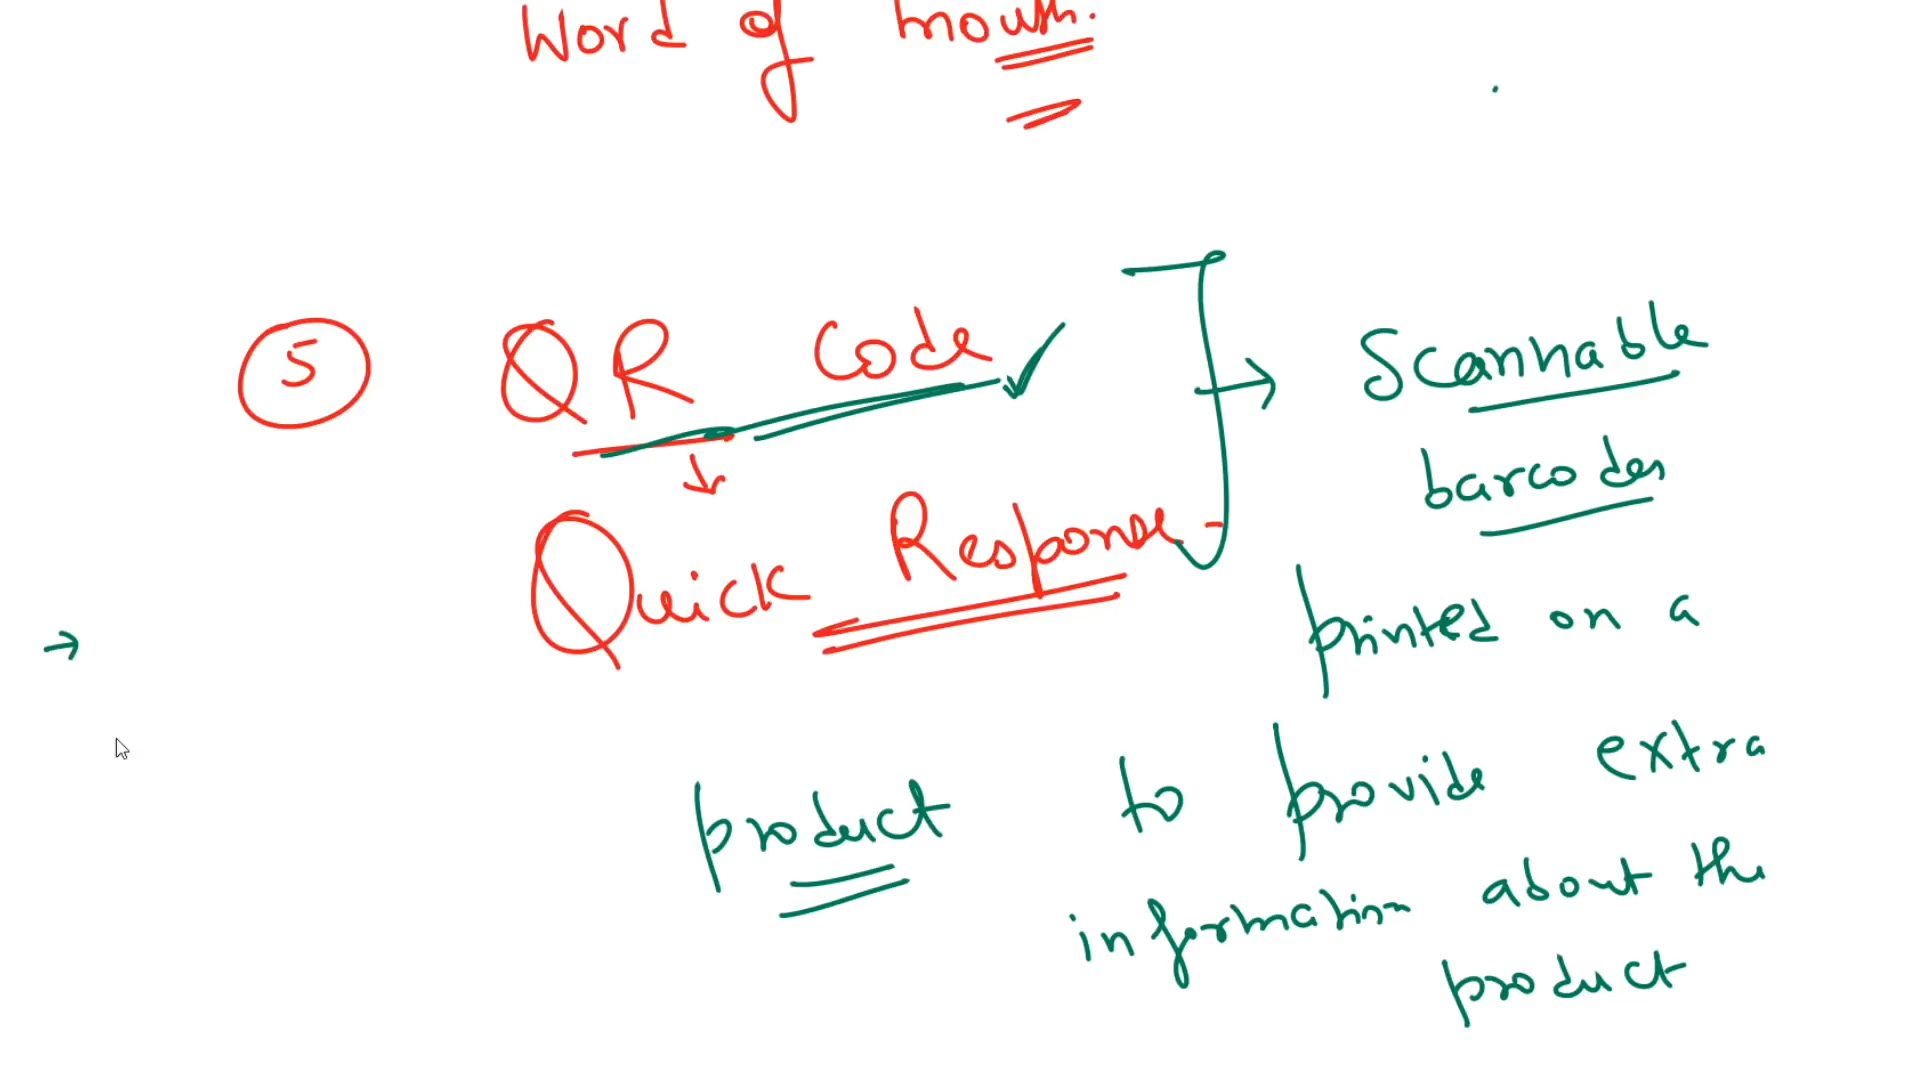 Word of mouth.
5 QR Code
Quick Response
Scannable
barcodes
printed on a
product to provide extra
information about the
product